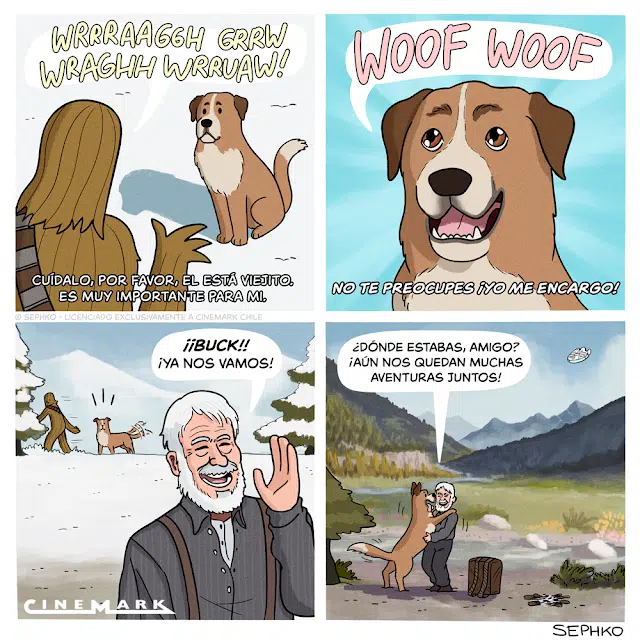 WRRRAAGGH GRRW
WRAGHH WRRUAW!
CUÍDALO, POR FAVOR, EL ESTÁ VIEJITO.
ES MUY IMPORTANTE PARA MI.
© SEPHKO - LICENCIADO EXCLUSIVAMENTE A CINEMARK CHILE
WOOF WOOF
NO TE PREOCUPES ¡YO ME ENCARGO!
¡¡BUCK!!
¡YA NOS VAMOS!
CINEMARK
¿DÓNDE ESTABAS, AMIGO?
¡AÚN NOS QUEDAN MUCHAS
AVENTURAS JUNTOS!
SEPHKO